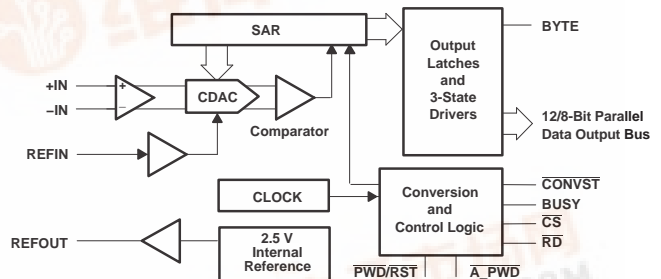 SAR
BYTE
Output
Latches
and
3-State
Drivers
+IN
−IN
+
−
CDAC
Comparator
12/8-Bit Parallel
Data Output Bus
REFIN
CLOCK
Conversion
and
Control Logic
CONVST
BUSY
CS
RD
REFOUT
2.5 V
Internal
Reference
PWD/RST
A_PWD